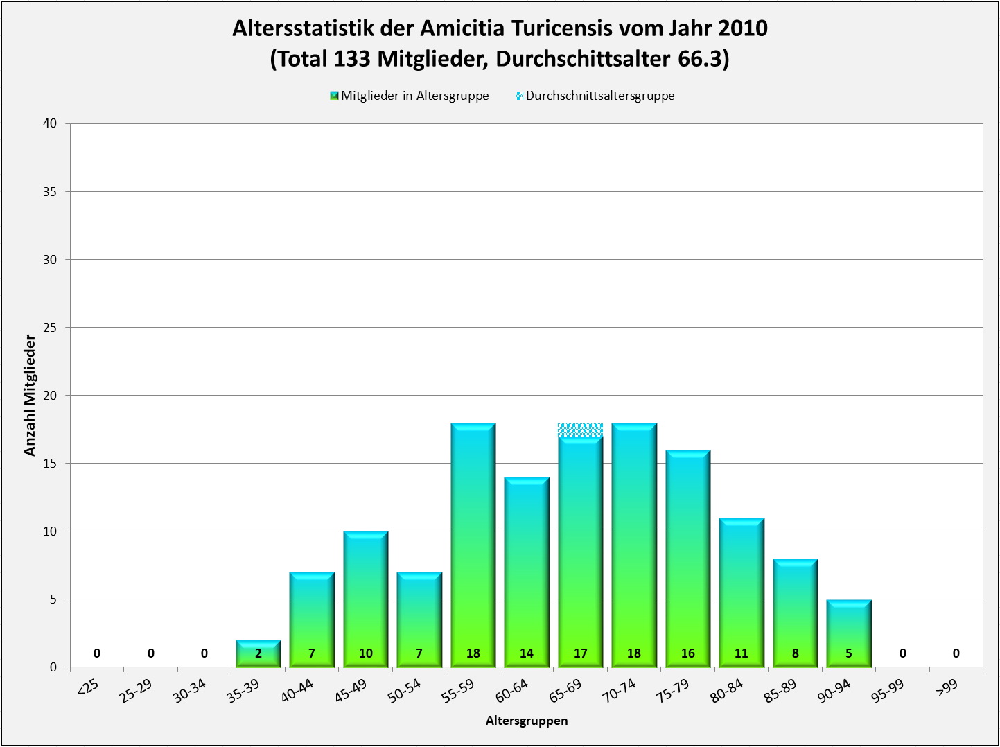 Altersstatistik der Amicitia Turicensis vom Jahr 2010
(Total 133 Mitglieder, Durchschittsalter 66.3)
Mitglieder in Altersgruppe Durchschnittsaltersgruppe
40
35
30
25
20
15
10
5
0
Anzahl Mitglieder
0 0 0 2 7 10 7 18 14 17 18 16 11 8 5 0 0
<25 25-29 30-34 35-39 40-44 45-49 50-54 55-59 60-64 65-69 70-74 75-79 80-84 85-89 90-94 95-99 >99
Altersgruppen